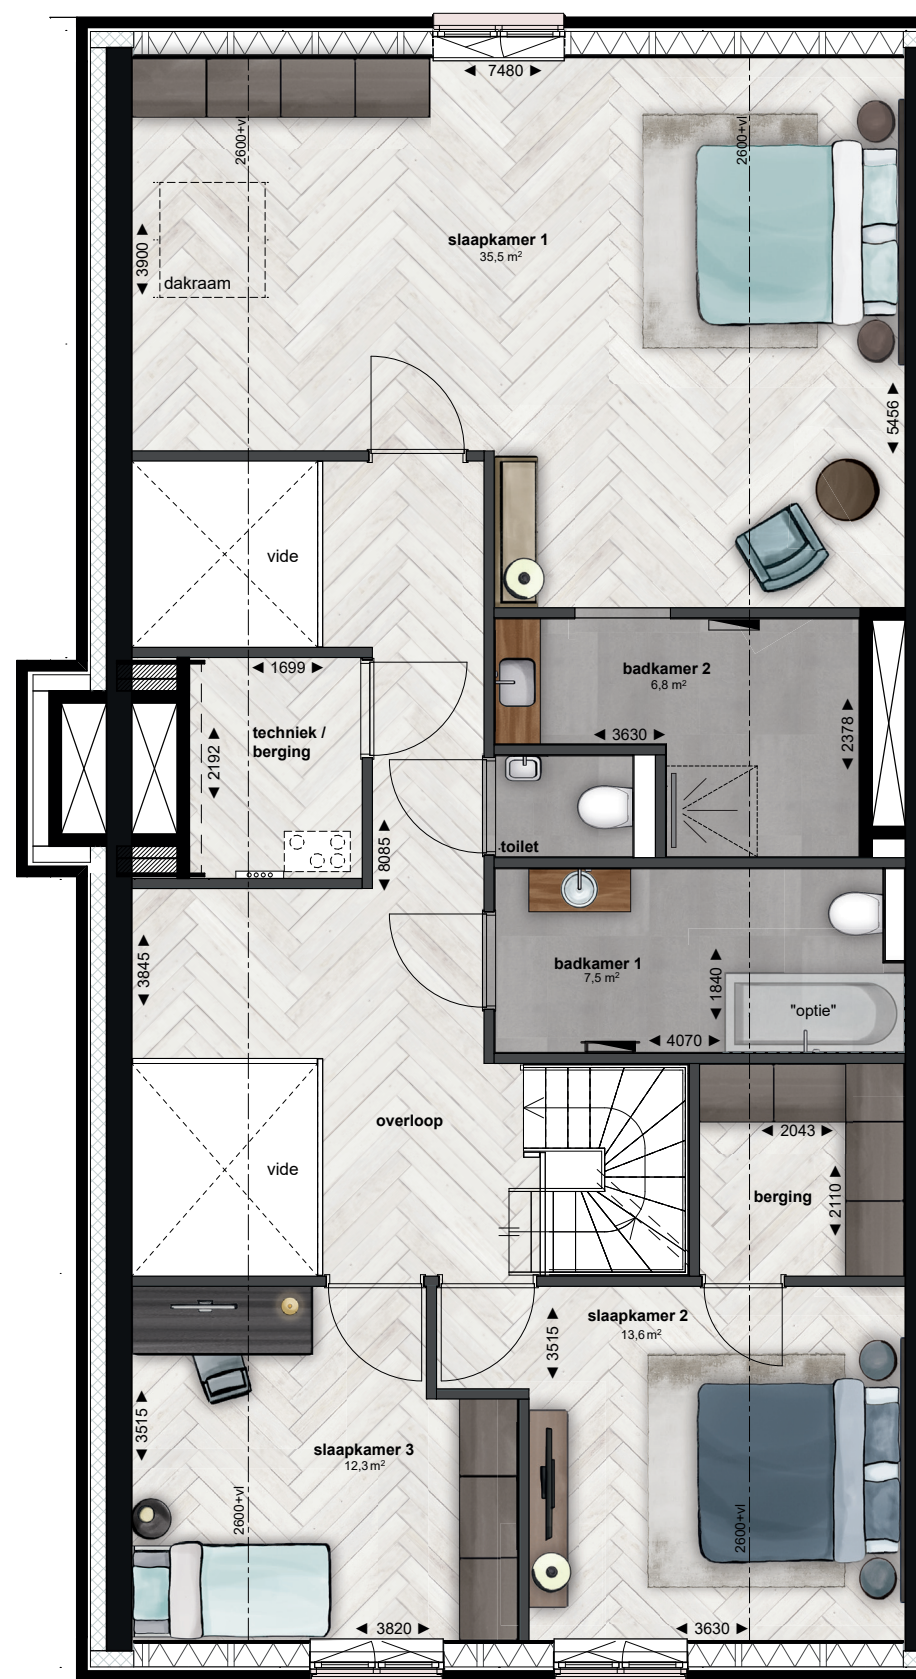 7480
2600+vl
2600+vl
slaapkamer 1
35,5 m²
3900
dakraam
5456
vide
1699
techniek /
berging
2192
badkamer 2
6,8 m²
3630
2378
toilet
8085
3845
badkamer 1
7,5 m²
1840
"optie"
4070
overloop
2043
vide
berging
2110
slaapkamer 2
13,6 m²
3515
3515
slaapkamer 3
12,3 m²
2600+vl
2600+vl
3820
3630